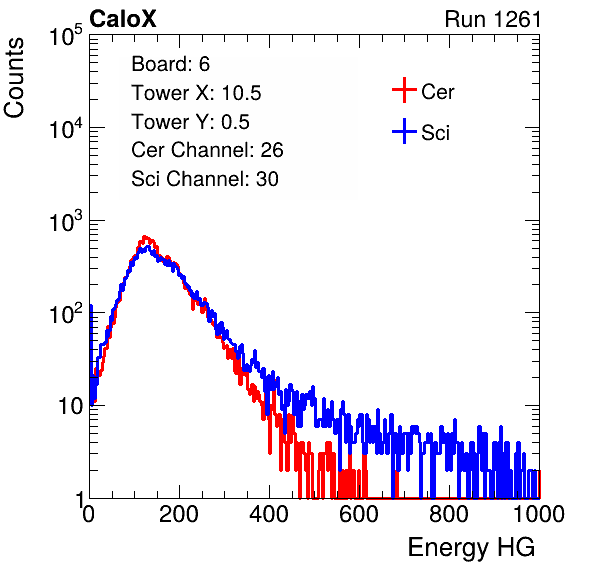 CaloX Run 1261
Counts
10^5
10^4
10^3
10^2
10
1
Board: 6
Tower X: 10.5
Tower Y: 0.5
Cer Channel: 26
Sci Channel: 30
Cer
Sci
0 200 400 600 800 1000
Energy HG